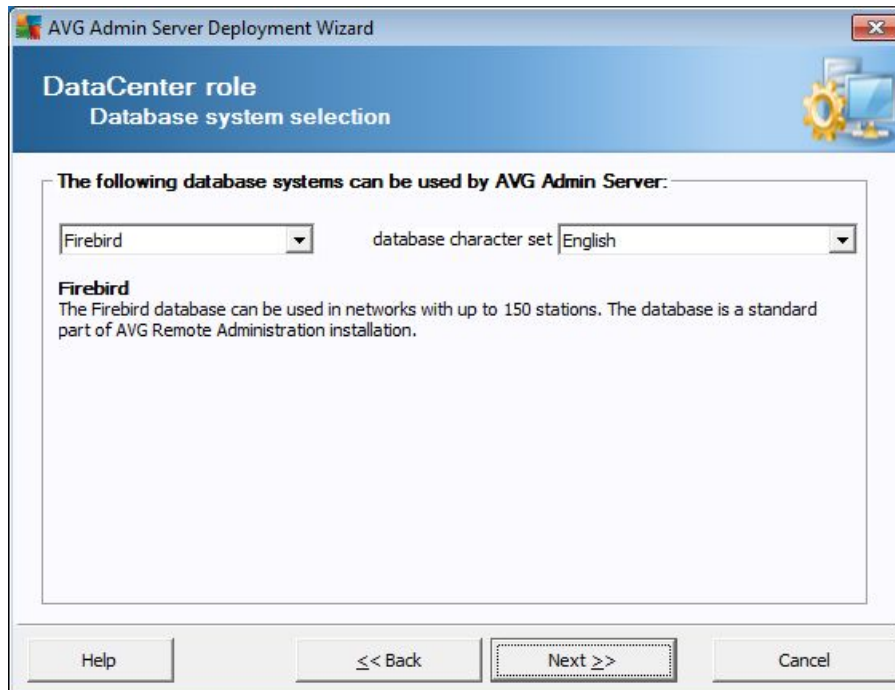 AVG Admin Server Deployment Wizard
DataCenter role
Database system selection
The following database systems can be used by AVG Admin Server:
Firebird database character set English
Firebird
The Firebird database can be used in networks with up to 150 stations. The database is a standard
part of AVG Remote Administration installation.
Help << Back Next >> Cancel